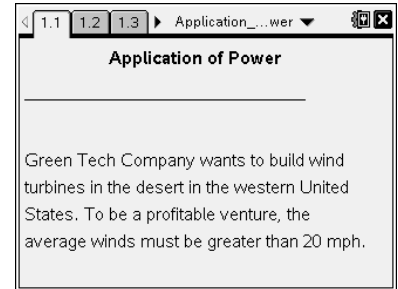 1.1 1.2 1.3 Application_...wer
Application of Power
Green Tech Company wants to build wind
turbines in the desert in the western United
States. To be a profitable venture, the
average winds must be greater than 20 mph.